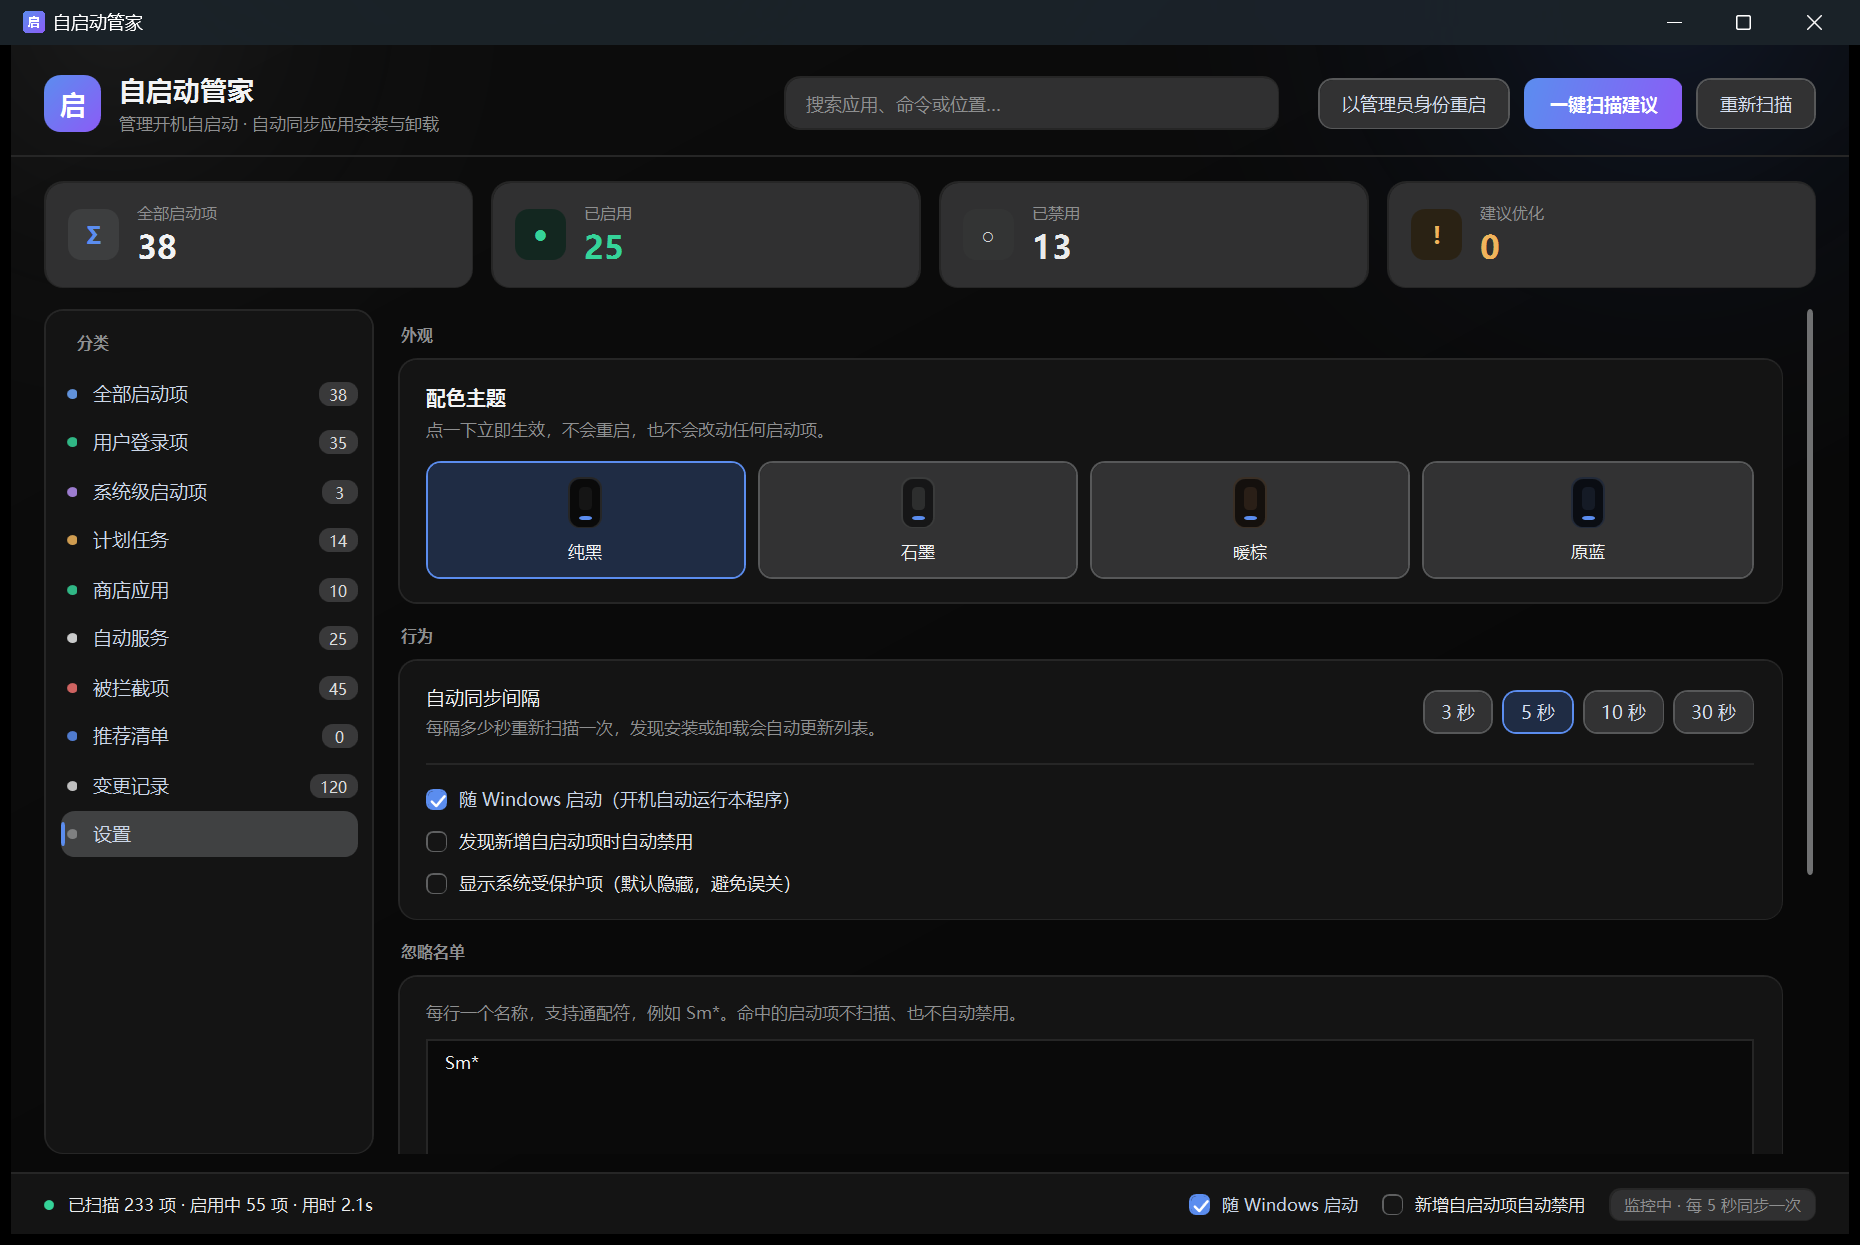 启 自启动管家
启
自启动管家
管理开机自启动 · 自动同步应用安装与卸载
搜索应用、命令或位置...
以管理员身份重启
一键扫描建议
重新扫描
Σ
全部启动项
38
已启用
25
已禁用
13
!
建议优化
0
分类
全部启动项 38
用户登录项 35
系统级启动项 3
计划任务 14
商店应用 10
自动服务 25
被拦截项 45
推荐清单 0
变更记录 120
设置
外观
配色主题
点一下立即生效，不会重启，也不会改动任何启动项。
纯黑
石墨
暖棕
原蓝
行为
自动同步间隔
每隔多少秒重新扫描一次，发现安装或卸载会自动更新列表。
3 秒
5 秒
10 秒
30 秒
随 Windows 启动（开机自动运行本程序）
发现新增自启动项时自动禁用
显示系统受保护项（默认隐藏，避免误关）
忽略名单
每行一个名称，支持通配符，例如 Sm*。命中的启动项不扫描、也不自动禁用。
Sm*
已扫描 233 项 · 启用中 55 项 · 用时 2.1s
随 Windows 启动
新增自启动项自动禁用
监控中 · 每 5 秒同步一次